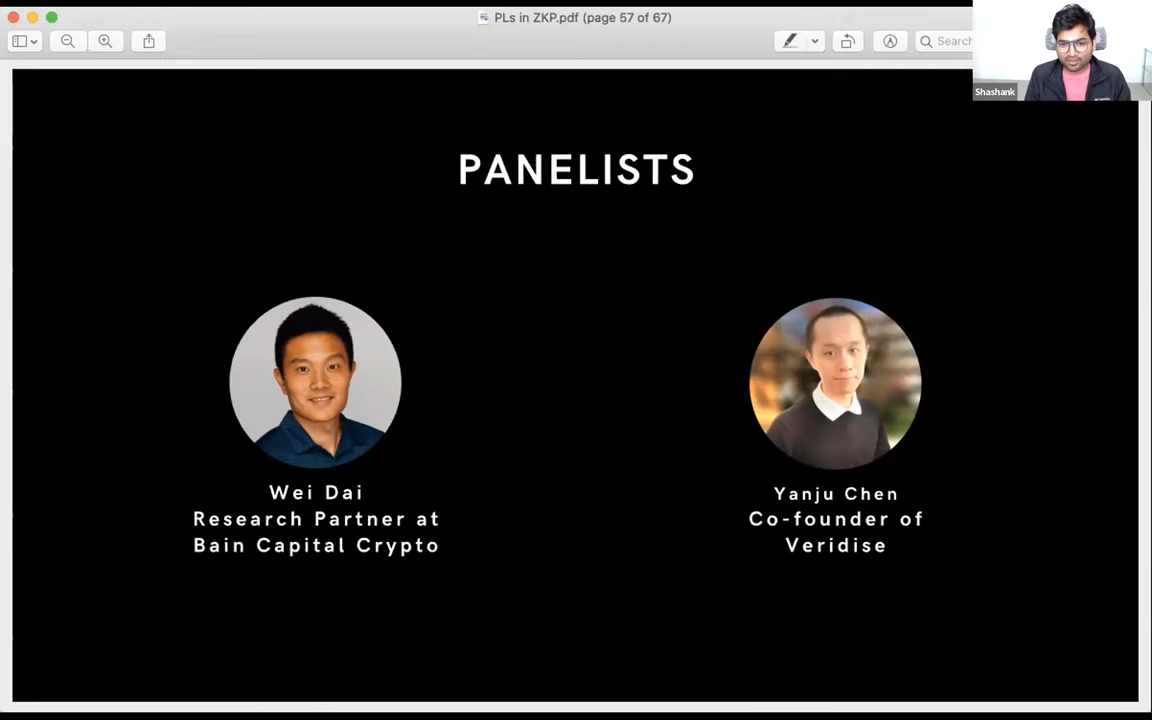 PLs in ZKP.pdf (page 57 of 67)
Search
Shashank
PANELISTS
Wei Dai
Research Partner at
Bain Capital Crypto
Yanju Chen
Co-founder of
Veridise